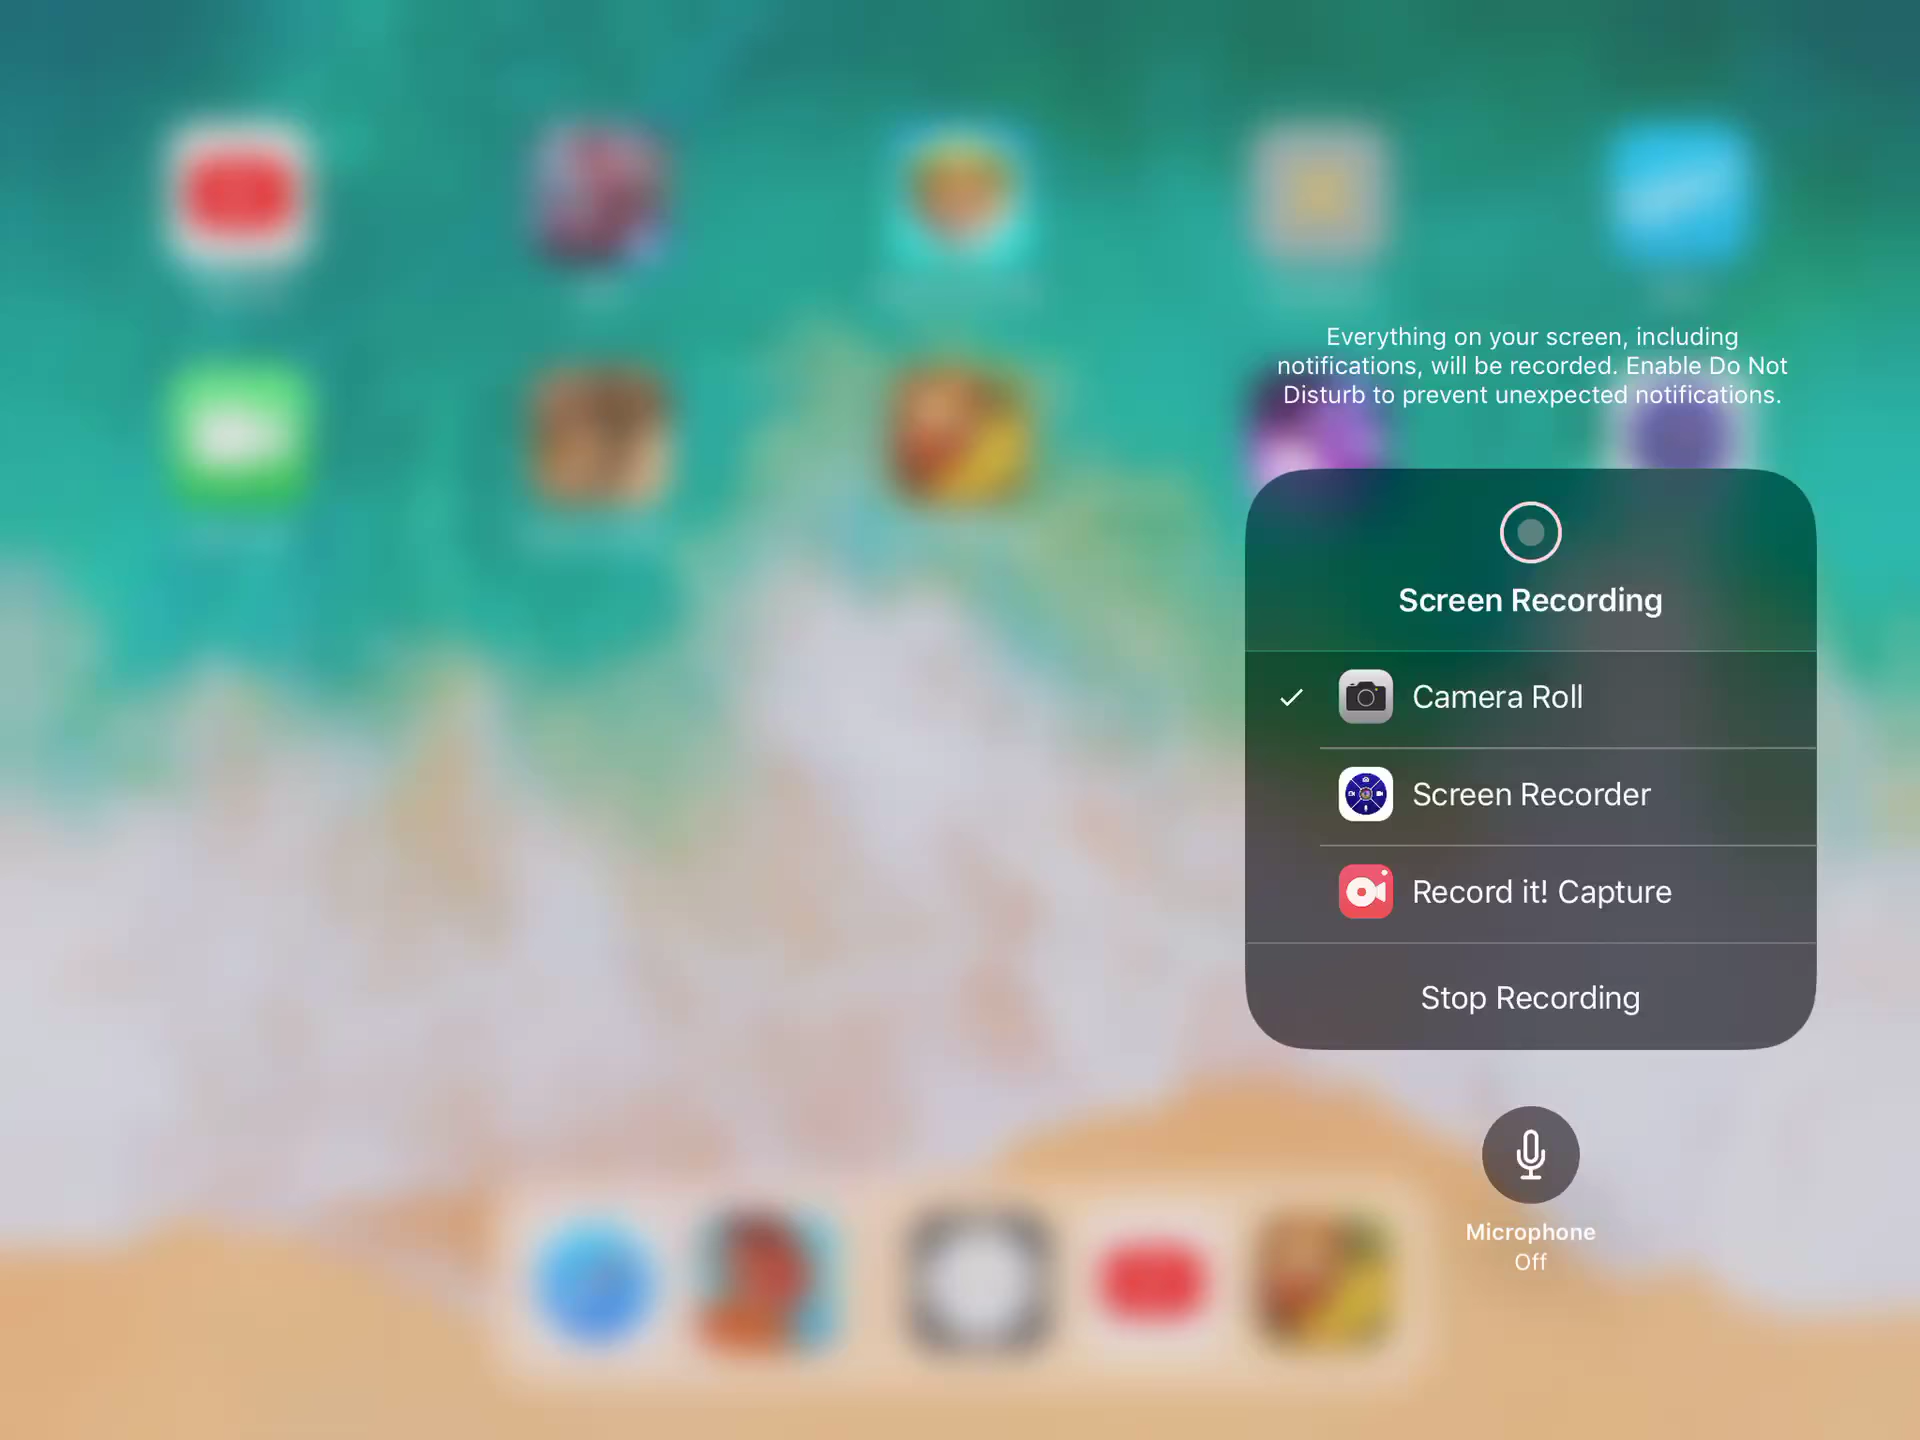 Everything on your screen, including
notifications, will be recorded. Enable Do Not
Disturb to prevent unexpected notifications.
Screen Recording
Camera Roll
Screen Recorder
Record it! Capture
Stop Recording
Microphone
Off